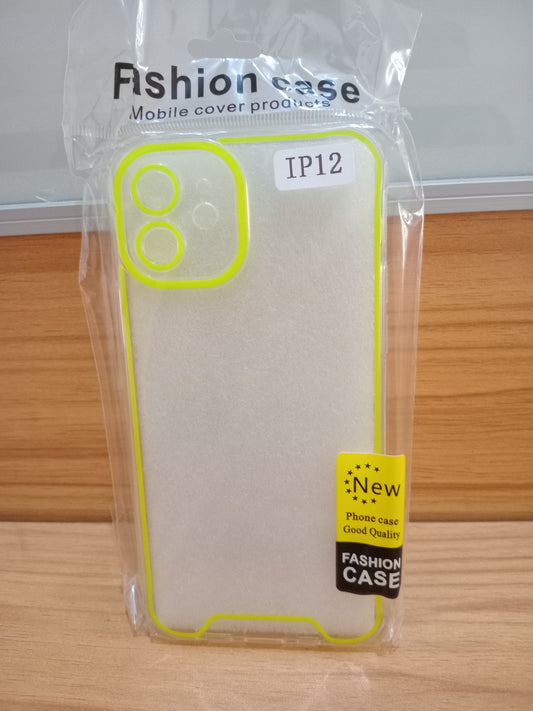 Fashion case
Mobile cover products
IP12
New
Phone case
Good Quality
FASHION
CASE